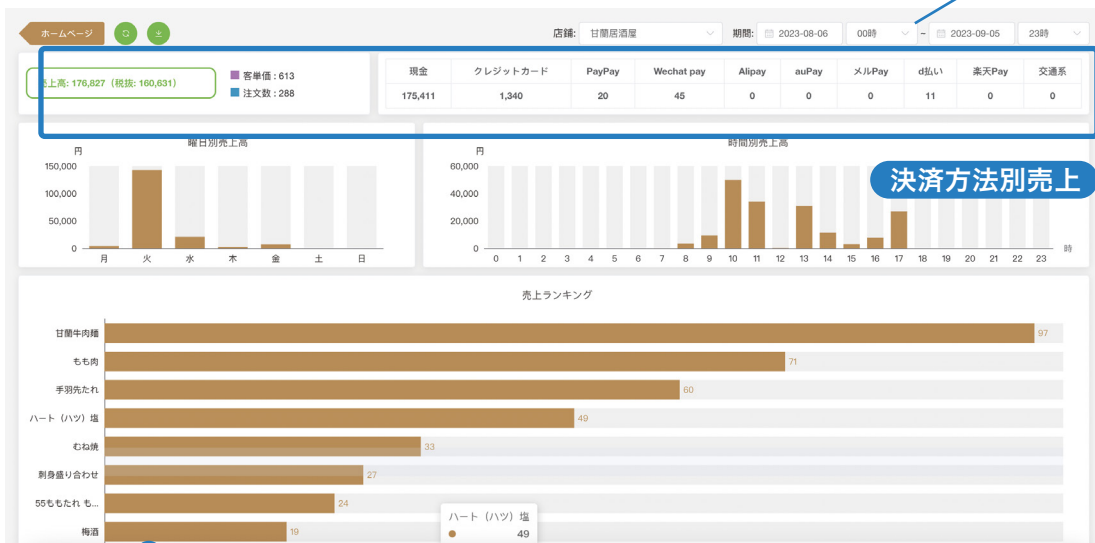 ホームページ
店鋪: 甘蘭居酒屋 期間: 2023-08-06 00時 ~ 2023-09-05 23時
売上高: 176,827 (税抜: 160,631)
客単価 : 613
注文数 : 288
現金 クレジットカード PayPay Wechat pay Alipay auPay メルPay d払い 楽天Pay 交通系
175,411 1,340 20 45 0 0 0 11 0 0
曜日別売上高
円
150,000
100,000
50,000
0
月 火 水 木 金 土 日
時間別売上高
円
60,000
40,000
20,000
0
0 1 2 3 4 5 6 7 8 9 10 11 12 13 14 15 16 17 18 19 20 21 22 23
時
決済方法別売上
売上ランキング
甘蘭牛肉麺 97
もも肉 71
手羽先たれ 60
ハート（ハツ）塩 49
むね焼 33
刺身盛り合わせ 27
55ももたれ も... 24
梅酒 19
ハート（ハツ）塩
49